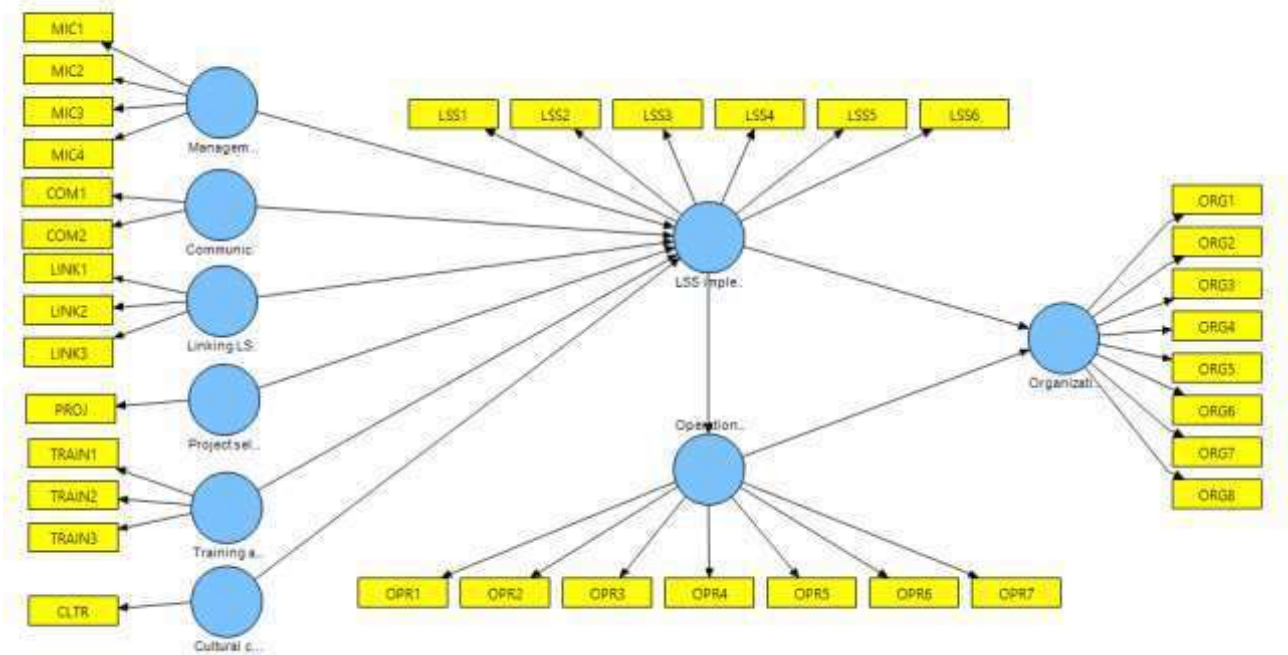 MIC1
MIC2
MIC3
MIC4
Managem..
COM1
COM2
Communic.
LINK1
LINK2
LINK3
Linking LS..
PROJ
Project sel..
TRAIN1
TRAIN2
TRAIN3
Training a..
CLTR
Cultural c...
LSS1
LSS2
LSS3
LSS4
LSS5
LSS6
LSS imple..
Operation..
OPR1
OPR2
OPR3
OPR4
OPR5
OPR6
OPR7
Organizati..
ORG1
ORG2
ORG3
ORG4
ORG5
ORG6
ORG7
ORG8